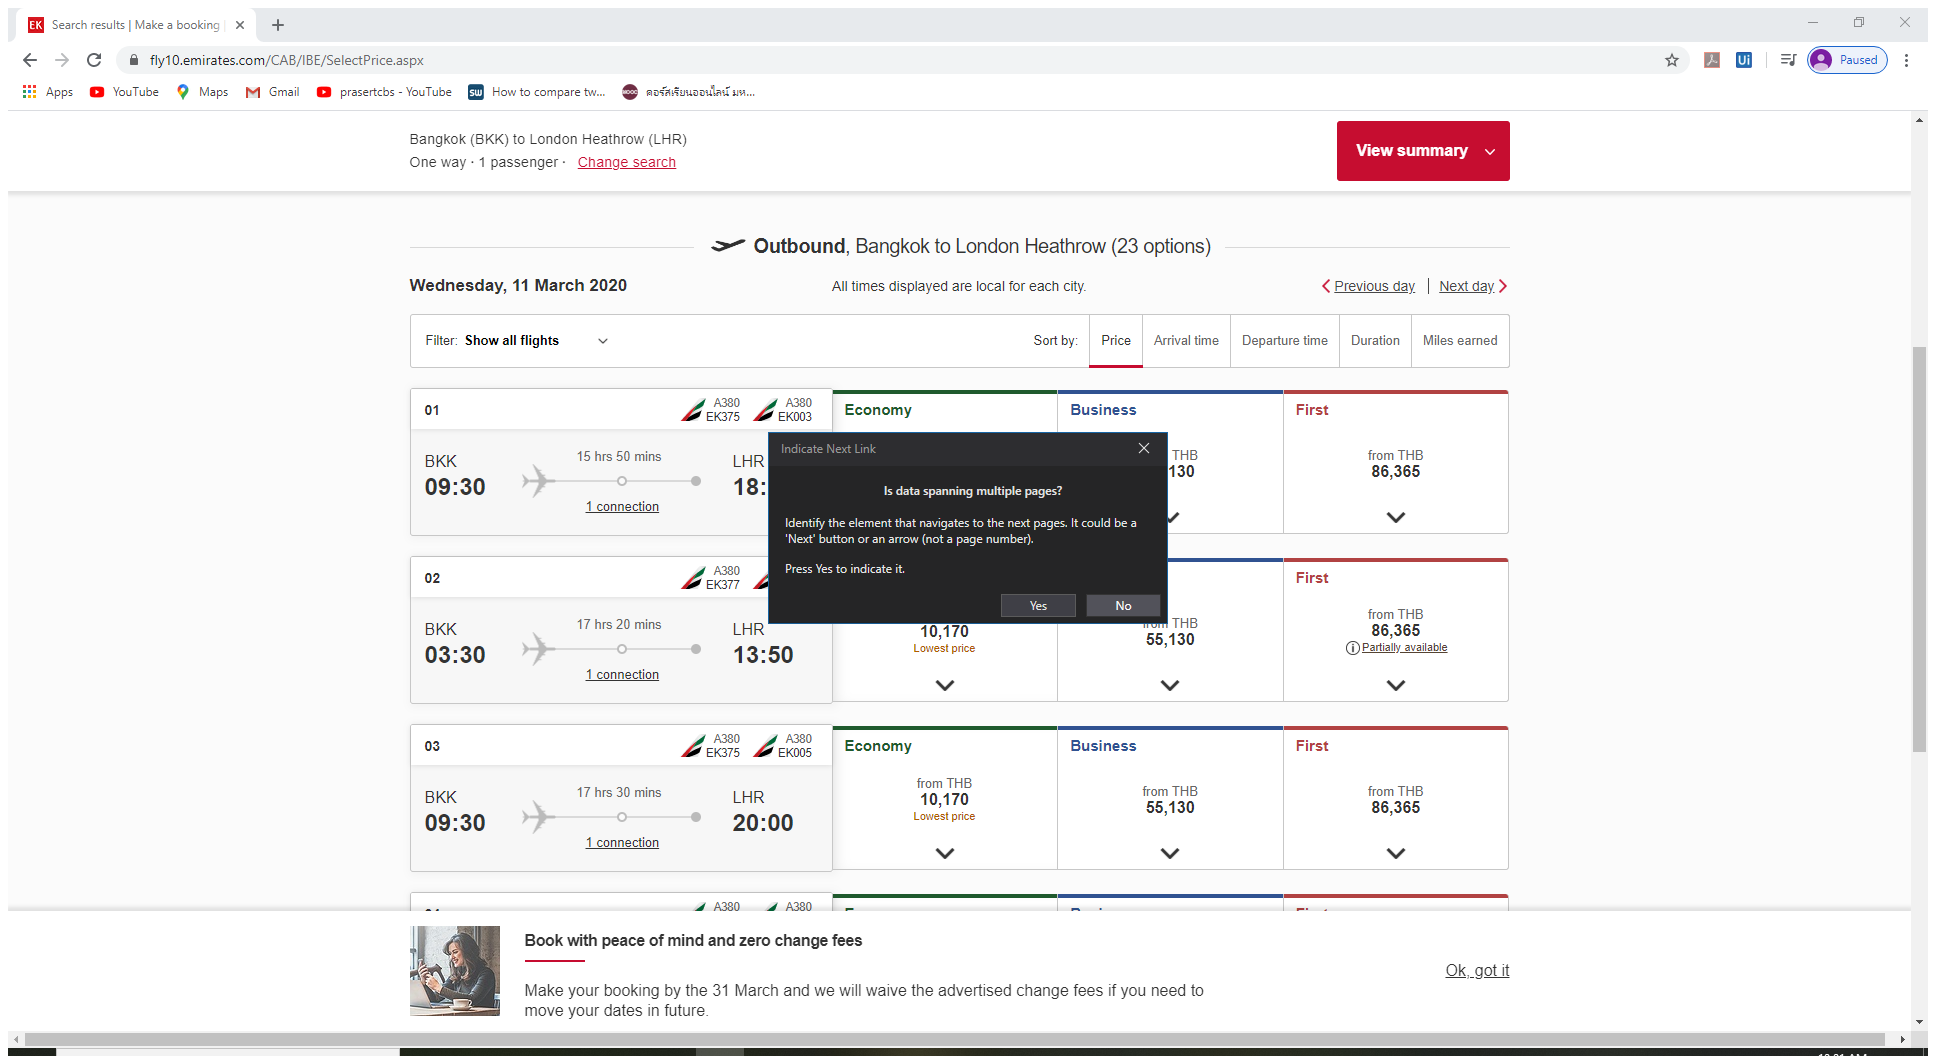 Search results | Make a booking
fly10.emirates.com/CAB/IBE/SelectPrice.aspx
Paused
Apps
YouTube
Maps
Gmail
prasertcbs - YouTube
How to compare tw...
คอร์สเรียนออนไลน์ มห...
Bangkok (BKK) to London Heathrow (LHR)
One way · 1 passenger · Change search
View summary
Outbound, Bangkok to London Heathrow (23 options)
Wednesday, 11 March 2020
All times displayed are local for each city.
Previous day | Next day
Filter: Show all flights
Sort by: Price Arrival time Departure time Duration Miles earned
01
A380 EK375
A380 EK003
Economy
Business
First
BKK
09:30
15 hrs 50 mins
1 connection
LHR
18:
THB
130
from THB
86,365
Indicate Next Link
Is data spanning multiple pages?
Identify the element that navigates to the next pages. It could be a
'Next' button or an arrow (not a page number).
Press Yes to indicate it.
Yes
No
02
A380 EK377
First
BKK
03:30
17 hrs 20 mins
1 connection
LHR
13:50
10,170
Lowest price
from THB
55,130
from THB
86,365
Partially available
03
A380 EK375
A380 EK005
Economy
Business
First
BKK
09:30
17 hrs 30 mins
1 connection
LHR
20:00
from THB
10,170
Lowest price
from THB
55,130
from THB
86,365
A380
A380
Book with peace of mind and zero change fees
Make your booking by the 31 March and we will waive the advertised change fees if you need to
move your dates in future.
Ok, got it